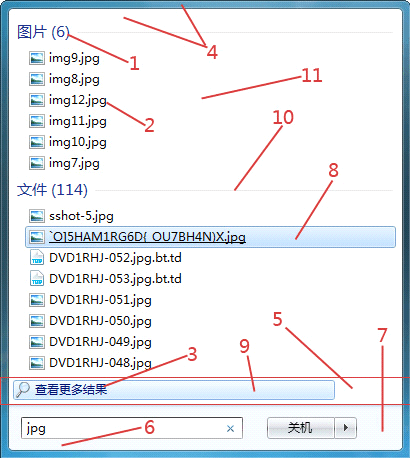 图片 (6)
4
img9.jpg
1
img8.jpg
11
img12.jpg
2
img11.jpg
img10.jpg
10
img7.jpg
8
文件 (114)
sshot-5.jpg
`O]5HAM1RG6D{_OU7BH4N)X.jpg
DVD1RHJ-052.jpg.bt.td
DVD1RHJ-053.jpg.bt.td
DVD1RHJ-051.jpg
5
DVD1RHJ-050.jpg
7
DVD1RHJ-049.jpg
9
3
DVD1RHJ-048.jpg
查看更多结果
jpg
6
关机